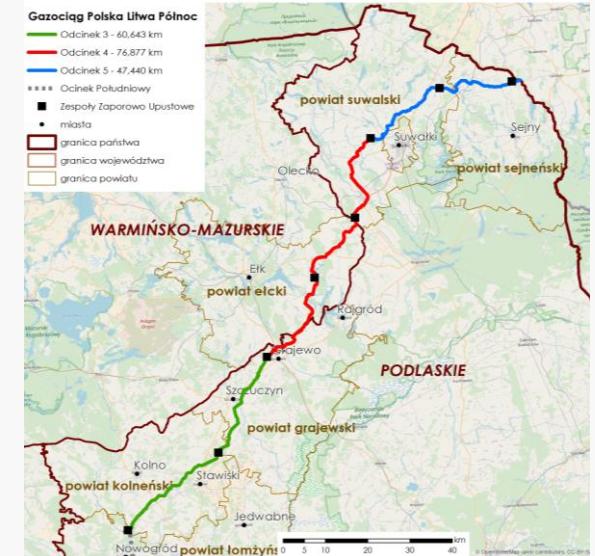 Gazociąg Polska Litwa Północ
Odcinek 3 - 60,643 km
Odcinek 4 - 76,877 km
Odcinek 5 - 47,440 km
Ocinek Południowy
Zespoły Zaporowo Upustowe
miasta
granica państwa
granica województwa
granica powiatu
powiat suwalski
Suwałki
Sejny
powiat sejneński
Olecko
WARMIŃSKO-MAZURSKIE
Ełk
powiat ełcki
Rajgród
Grajewo
PODLASKIE
Szczuczyn
powiat grajewski
Kolno
powiat kolneński
Stawiski
Jedwabne
Nowogród
powiat łomżyńs
km
0 5 10 20 30 40